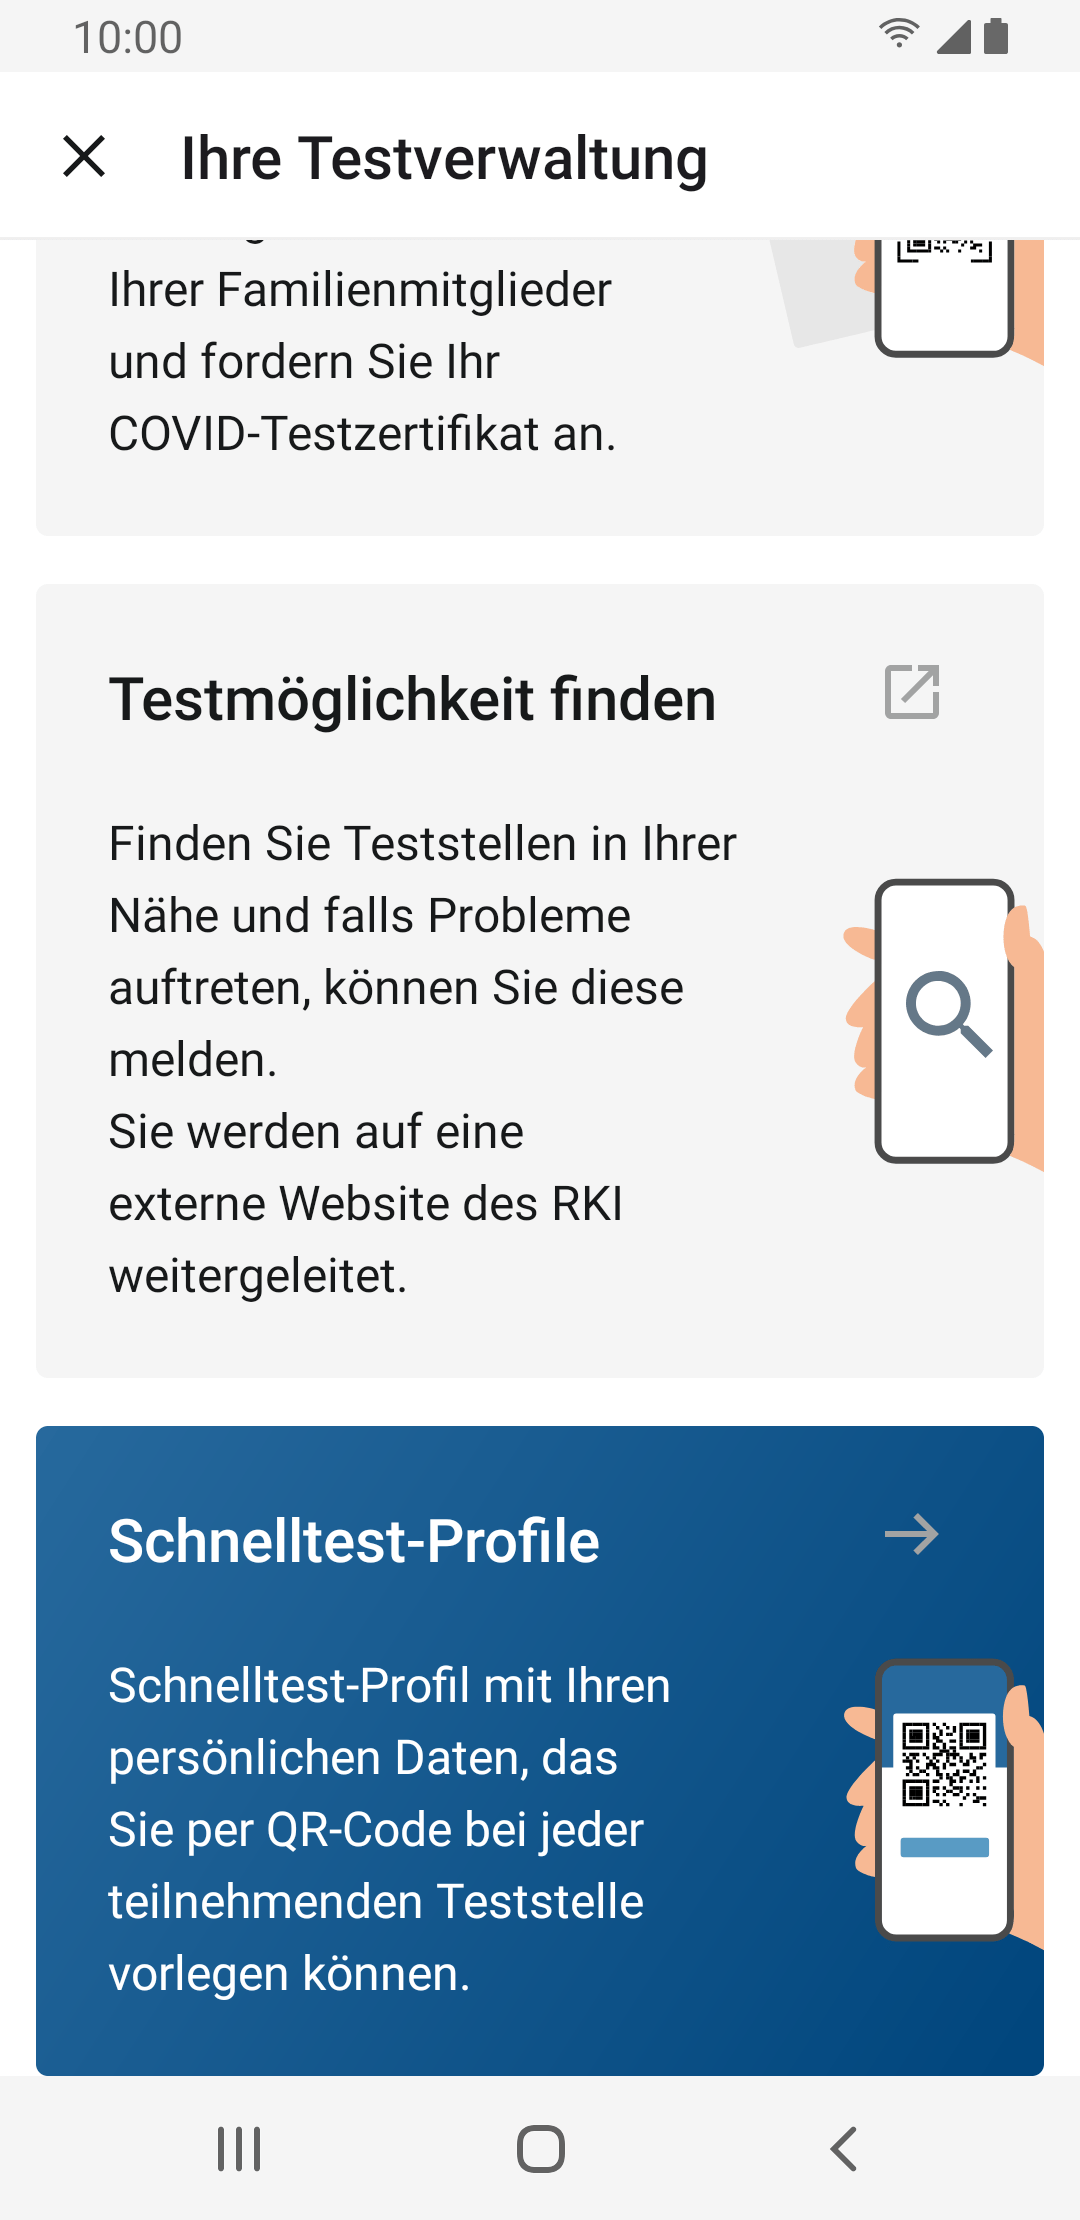 10:00
Ihre Testverwaltung
Ihrer Familienmitglieder
und fordern Sie Ihr
COVID-Testzertifikat an.
Testmöglichkeit finden
Finden Sie Teststellen in Ihrer
Nähe und falls Probleme
auftreten, können Sie diese
melden.
Sie werden auf eine
externe Website des RKI
weitergeleitet.
Schnelltest-Profile
Schnelltest-Profil mit Ihren
persönlichen Daten, das
Sie per QR-Code bei jeder
teilnehmenden Teststelle
vorlegen können.